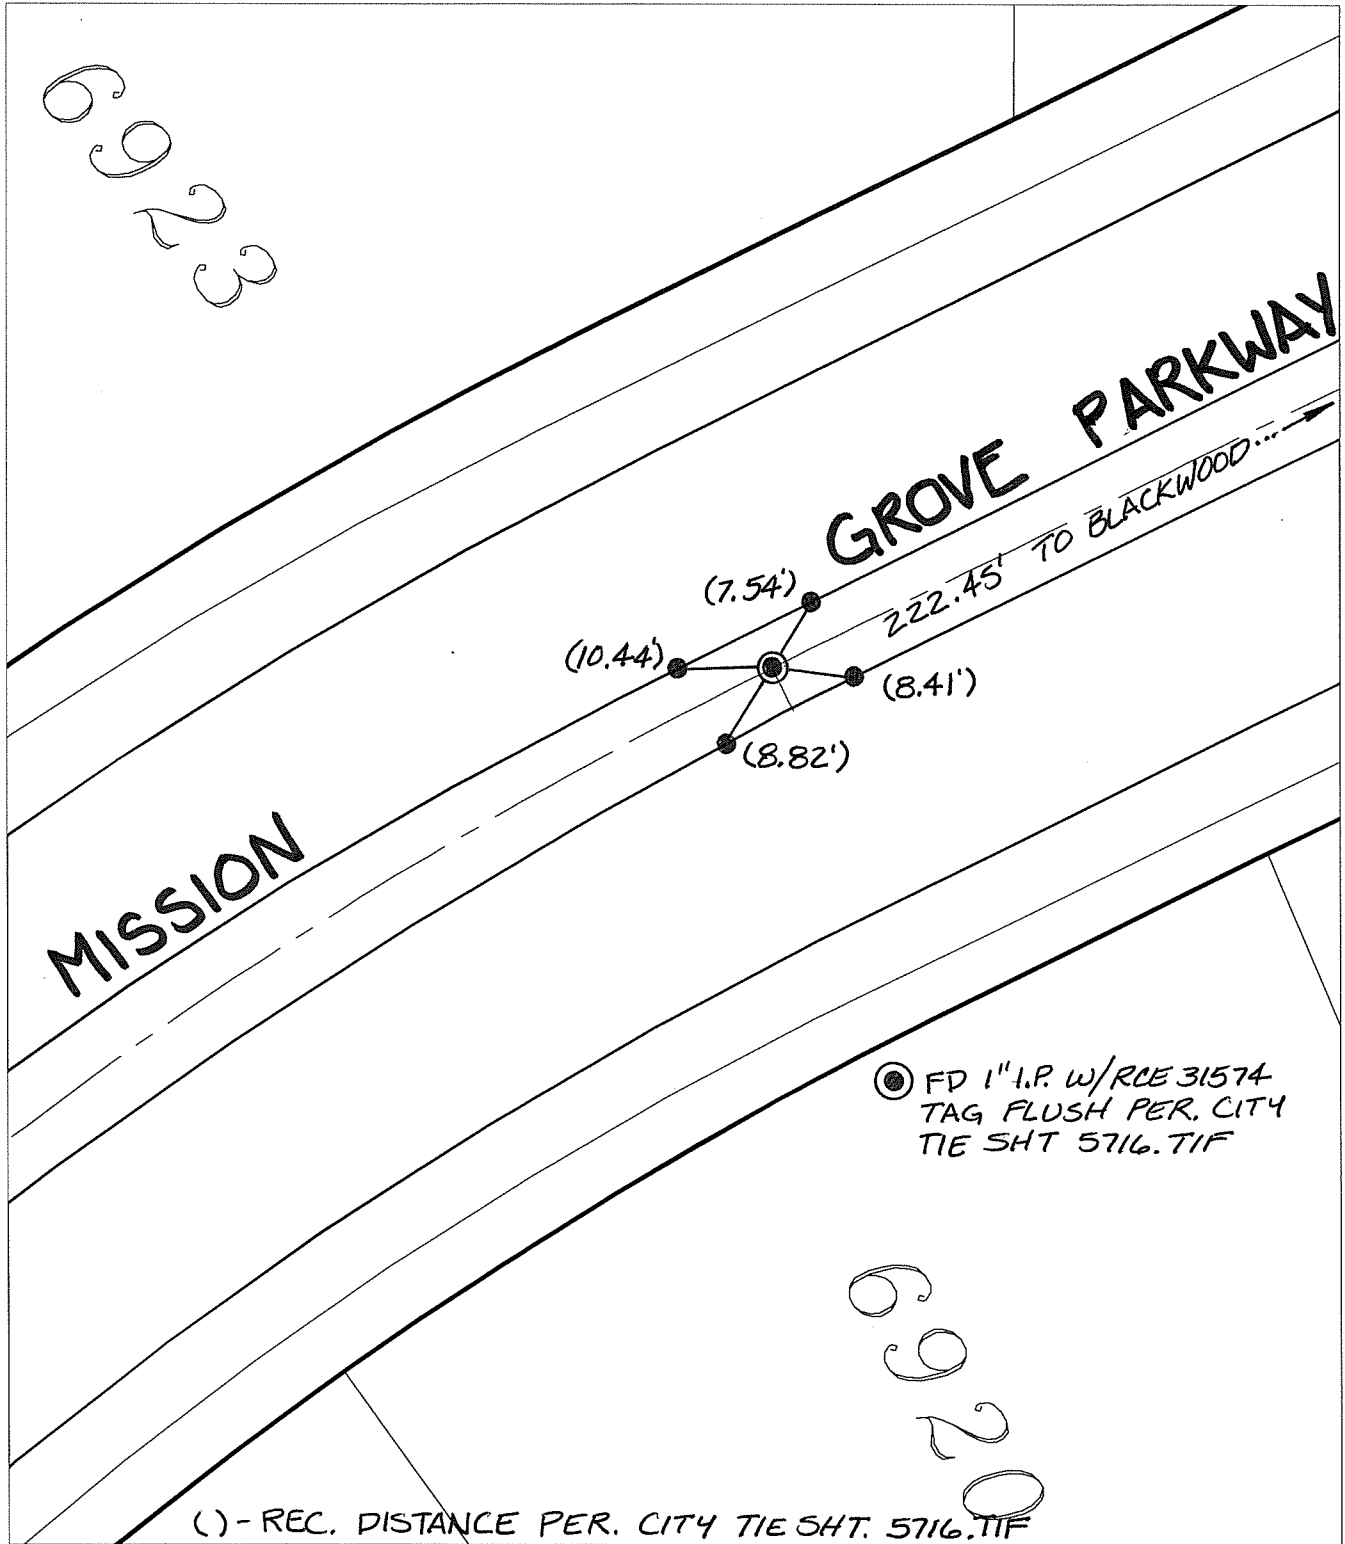 6923
GROVE PARKWAY
222.45' TO BLACKWOOD...
(7.54')
(10.44')
(8.41')
(8.82')
MISSION
FD 1" I.P. W/RCE 31574
TAG FLUSH PER. CITY
TIE SHT 5716.TIF
6920
( ) - REC. DISTANCE PER. CITY TIE SHT. 5716.TIF